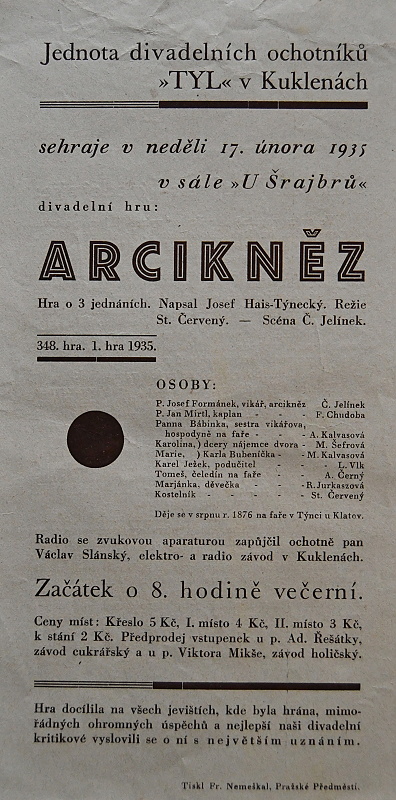 Jednota divadelních ochotníků
»TYL« v Kuklenách
sehraje v neděli 17. února 1935
v sále »U Šrajbrů«
divadelní hru:
ARCIKNĚZ
Hra o 3 jednáních. Napsal Josef Hais-Týnecký. Režie
St. Červený. — Scéna Č. Jelínek.
348. hra. 1. hra 1935.
OSOBY:
P. Josef Formánek, vikář, arcikněz Č. Jelínek
P. Jan Mirtl, kaplan - - - F. Chudoba
Panna Bábinka, sestra vikářova,
hospodyně na faře - - - A. Kalvasová
Karolina,) dcery nájemce dvora - M. Šefrová
Marie, ) Karla Bubeníčka - - M. Kalvasová
Karel Ježek, podučitel - - L. Vlk
Tomeš, čeledín na faře - - A. Černý
Marjánka, děvečka - - - R. Jurkaszová
Kostelník - - - - - St. Červený
Děje se v srpnu r. 1876 na faře v Týnci u Klatov.
Radio se zvukovou aparaturou zapůjčil ochotně pan
Václav Slánský, elektro- a radio závod v Kuklenách.
Začátek o 8. hodině večerní.
Ceny míst: Křeslo 5 Kč, I. místo 4 Kč, II. místo 3 Kč,
k stání 2 Kč. Předprodej vstupenek u p. Ad. Řešátky,
závod cukrářský a u p. Viktora Mikše, závod holičský.
Hra docílila na všech jevištích, kde byla hrána, mimo-
řádných ohromných úspěchů a nejlepší naši divadelní
kritikové vyslovili se o ní s největším uznáním.
Tiskl Fr. Nemeškal, Pražské Předměstí.